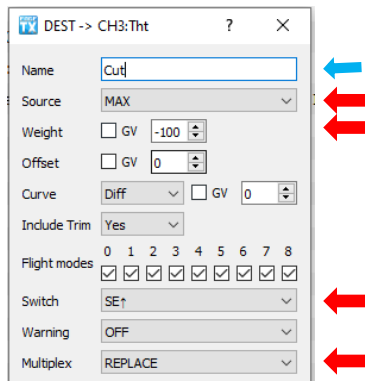 DEST -> CH3:Tht ? ×
Name Cut
Source MAX
Weight GV -100
Offset GV 0
Curve Diff GV 0
Include Trim Yes
0 1 2 3 4 5 6 7 8
Flight modes
Switch SE↑
Warning OFF
Multiplex REPLACE